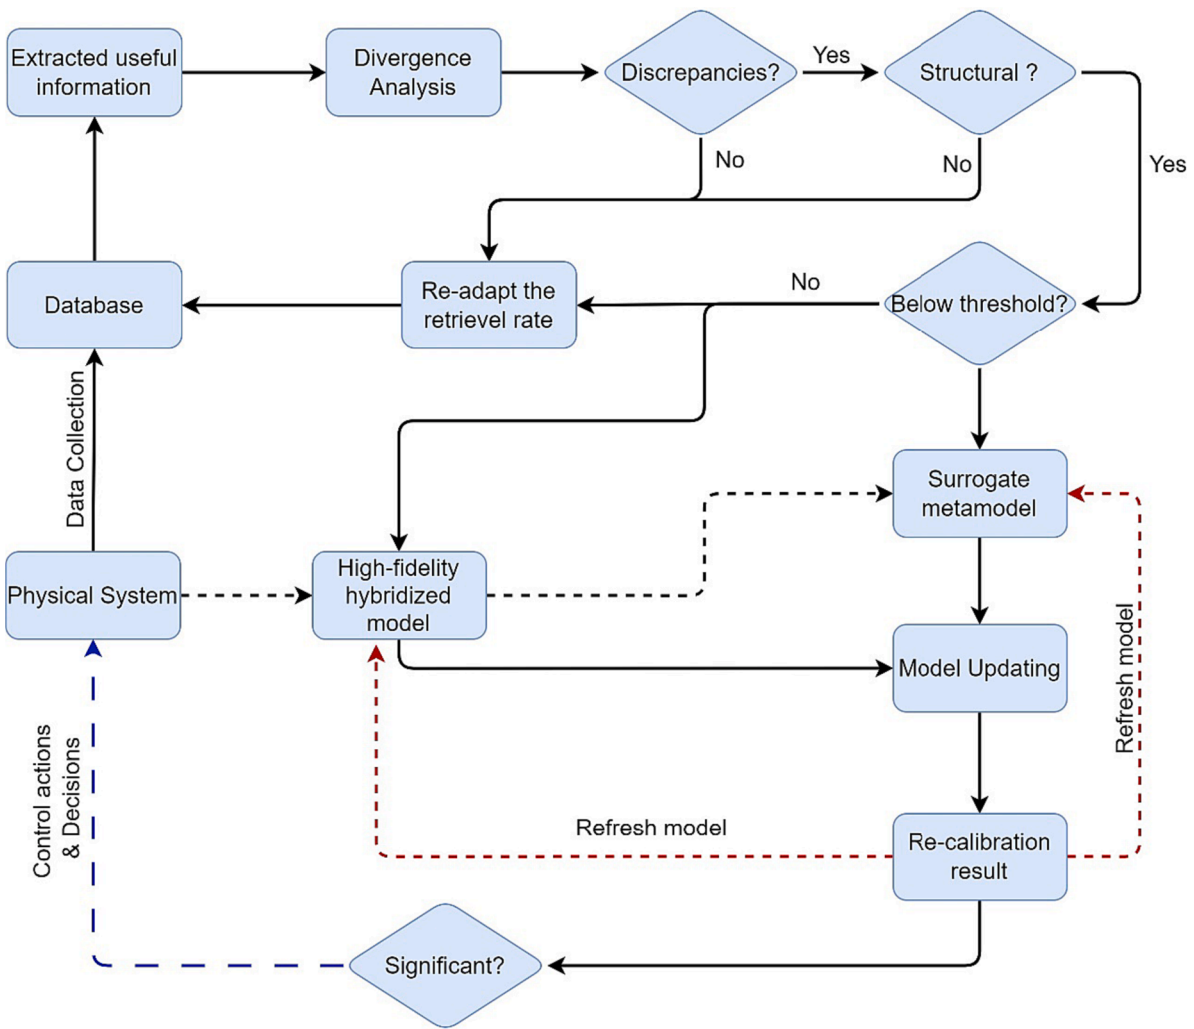 Extracted useful
information
Divergence
Analysis
Discrepancies?
Yes
Structural ?
No
No
Yes
Database
Re-adapt the
retrievel rate
No
Below threshold?
Data Collection
Surrogate
metamodel
Physical System
High-fidelity
hybridized
model
Model Updating
Refresh model
Control actions
& Decisions
Refresh model
Re-calibration
result
Significant?